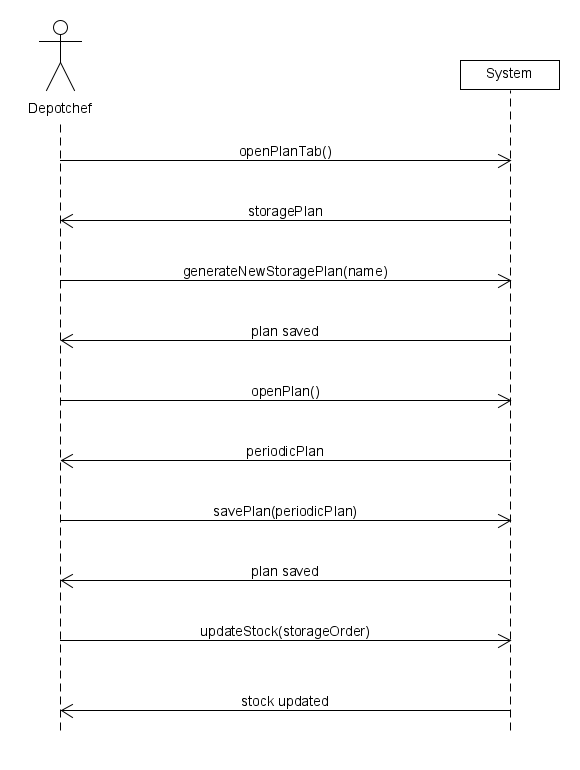 System
Depotchef
openPlanTab()
storagePlan
generateNewStoragePlan(name)
plan saved
openPlan()
periodicPlan
savePlan(periodicPlan)
plan saved
updateStock(storageOrder)
stock updated